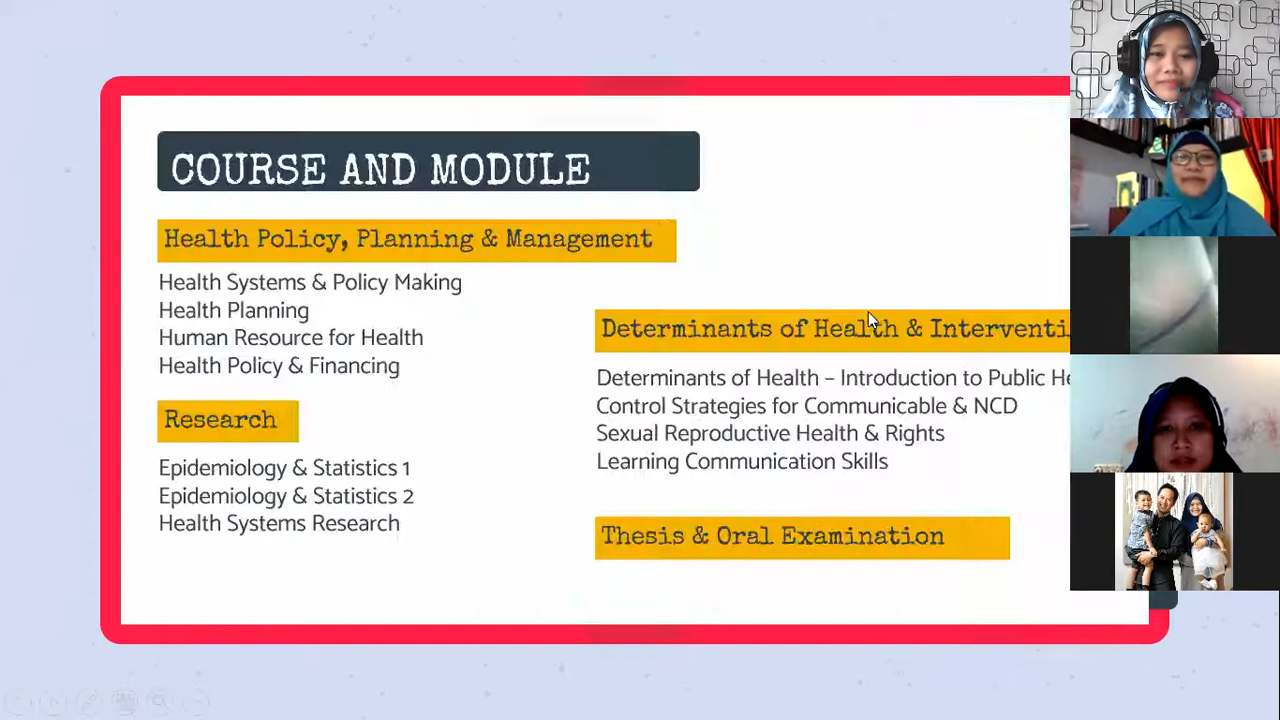 COURSE AND MODULE
Health Policy, Planning & Management
Health Systems & Policy Making
Health Planning
Human Resource for Health
Health Policy & Financing
Research
Epidemiology & Statistics 1
Epidemiology & Statistics 2
Health Systems Research
Determinants of Health & Interventi
Determinants of Health – Introduction to Public He
Control Strategies for Communicable & NCD
Sexual Reproductive Health & Rights
Learning Communication Skills
Thesis & Oral Examination